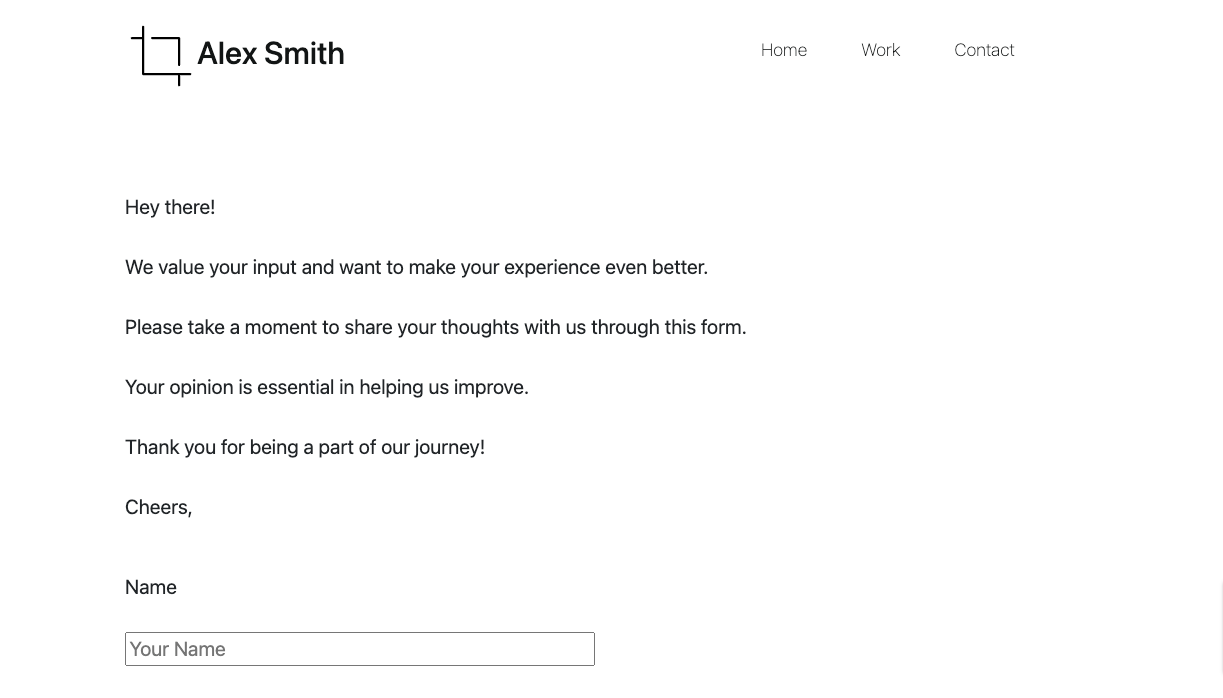 Alex Smith
Home Work Contact
Hey there!
We value your input and want to make your experience even better.
Please take a moment to share your thoughts with us through this form.
Your opinion is essential in helping us improve.
Thank you for being a part of our journey!
Cheers,
Name
Your Name